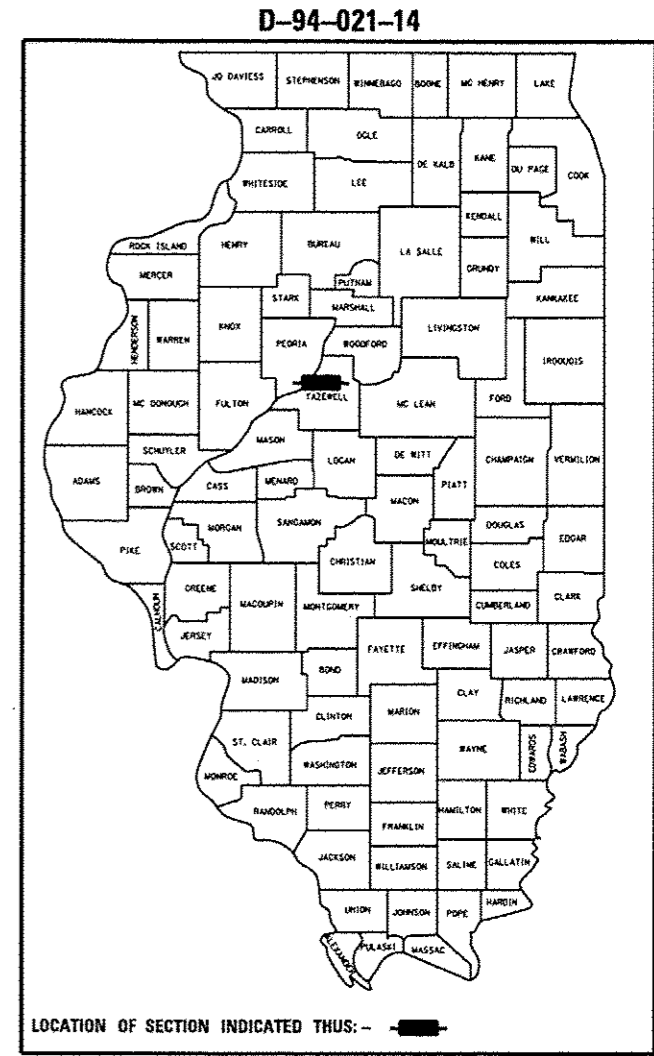 D-94-021-14
JO DAVIESS STEPHENSON WINNEBAGO BOONE MC HENRY LAKE
CARROLL OGLE DE KALB KANE DU PAGE COOK
WHITESIDE LEE KENDALL WILL
ROCK ISLAND HENRY BUREAU LA SALLE GRUNDY
MERCER PUTNAM KANKAKEE
STARK MARSHALL
HENDERSON WARREN KNOX PEORIA WOODFORD LIVINGSTON IROQUOIS
HANCOCK MC DONOUGH FULTON TAZEWELL MC LEAN FORD
MASON
SCHUYLER LOGAN DE WITT CHAMPAIGN VERMILION
ADAMS BROWN CASS MENARD MACON PIATT
MORGAN SANGAMON DOUGLAS
PIKE SCOTT CHRISTIAN MOULTRIE COLES EDGAR
CALHOUN GREENE MACOUPIN MONTGOMERY SHELBY CUMBERLAND CLARK
JERSEY
FAYETTE EFFINGHAM JASPER CRAWFORD
MADISON BOND
CLINTON MARION CLAY RICHLAND LAWRENCE
ST. CLAIR WAYNE EDWARDS WABASH
MONROE WASHINGTON JEFFERSON
RANDOLPH PERRY HAMILTON WHITE
FRANKLIN
JACKSON WILLIAMSON SALINE GALLATIN
UNION JOHNSON POPE HARDIN
ALEXANDER PULASKI MASSAC
LOCATION OF SECTION INDICATED THUS: -